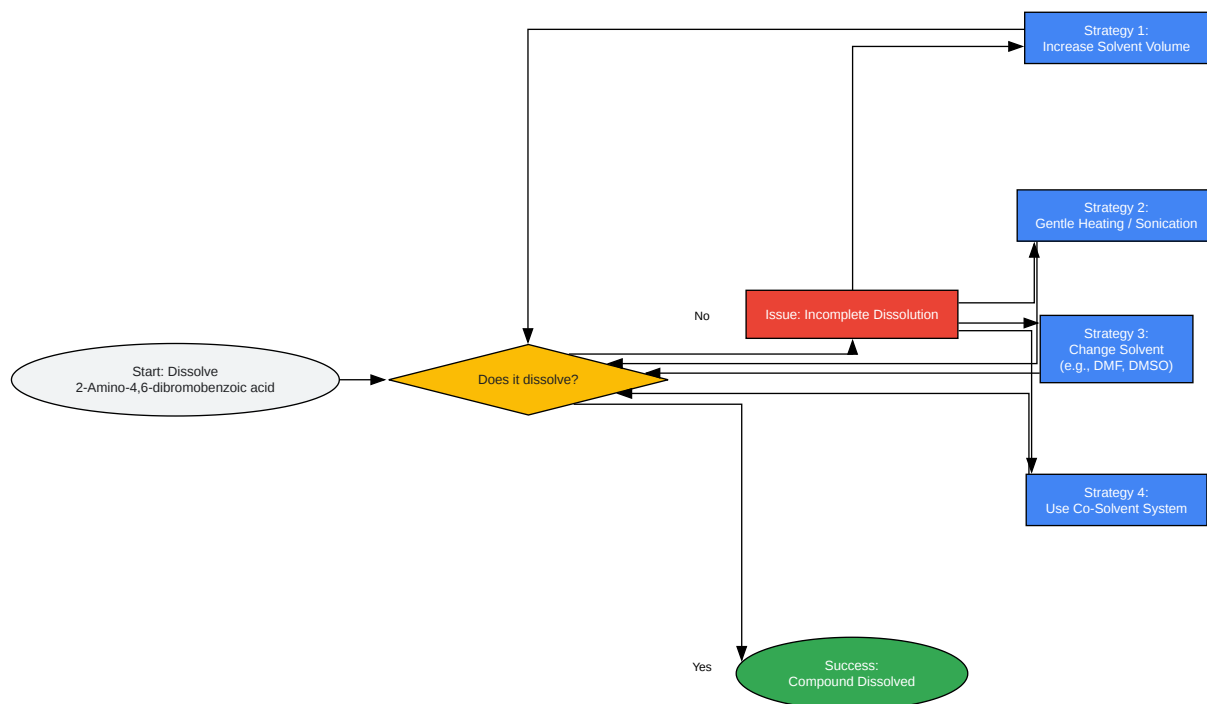 Strategy 1:
Increase Solvent Volume
Strategy 2:
Gentle Heating / Sonication
No
Issue: Incomplete Dissolution
Strategy 3:
Change Solvent
(e.g., DMF, DMSO)
Start: Dissolve
2-Amino-4,6-dibromobenzoic acid
Does it dissolve?
Strategy 4:
Use Co-Solvent System
Yes
Success:
Compound Dissolved